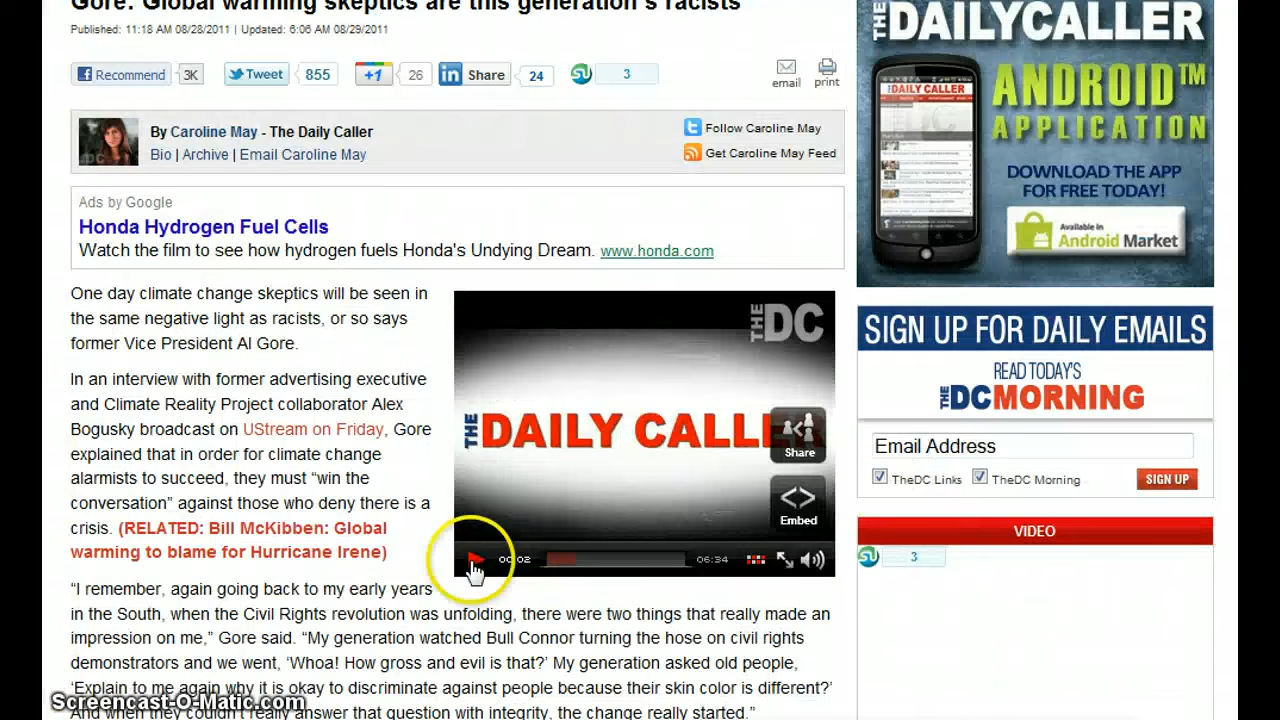 Gore: Global warming skeptics are this generation's racists
Published: 11:18 AM 08/28/2011 | Updated: 6:06 AM 08/29/2011
Recommend 3K Tweet 855 +1 26 in Share 24 3
email print
By Caroline May - The Daily Caller
Bio | Archive | Email Caroline May
Follow Caroline May
Get Caroline May Feed
Ads by Google
Honda Hydrogen Fuel Cells
Watch the film to see how hydrogen fuels Honda's Undying Dream. www.honda.com
One day climate change skeptics will be seen in
the same negative light as racists, or so says
former Vice President Al Gore.
In an interview with former advertising executive
and Climate Reality Project collaborator Alex
Bogusky broadcast on UStream on Friday, Gore
explained that in order for climate change
alarmists to succeed, they must “win the
conversation” against those who deny there is a
crisis. (RELATED: Bill McKibben: Global
warming to blame for Hurricane Irene)
“I remember, again going back to my early years
in the South, when the Civil Rights revolution was unfolding, there were two things that really made an
impression on me,” Gore said. “My generation watched Bull Connor turning the hose on civil rights
demonstrators and we went, ‘Whoa! How gross and evil is that?’ My generation asked old people,
‘Explain to me again why it is okay to discriminate against people because their skin color is different?’
And when they couldn't really answer that question with integrity, the change really started.”
THE DC
THE DAILY CALLE
Share
Embed
00:02 06:34
THE DAILY CALLER
DAILY CALLER
ANDROID™
APPLICATION
DOWNLOAD THE APP
FOR FREE TODAY!
Available in
Android Market
SIGN UP FOR DAILY EMAILS
READ TODAY'S
THE DCMORNING
Email Address
TheDC Links TheDC Morning SIGN UP
VIDEO
3
Screencast-O-Matic.com